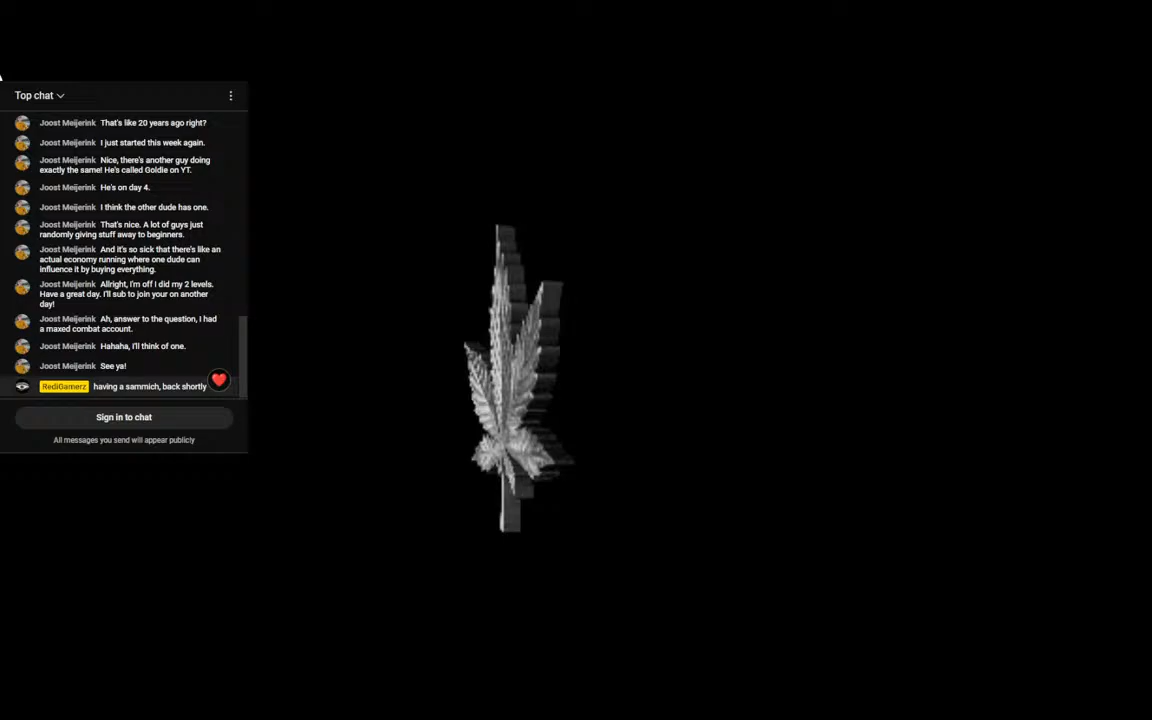 Top chat
Joost Meijerink That's like 20 years ago right?
Joost Meijerink I just started this week again.
Joost Meijerink Nice, there's another guy doing
exactly the same! He's called Goldie on YT.
Joost Meijerink He's on day 4.
Joost Meijerink I think the other dude has one.
Joost Meijerink That's nice. A lot of guys just
randomly giving stuff away to beginners.
Joost Meijerink And it's so sick that there's like an
actual economy running where one dude can
influence it by buying everything.
Joost Meijerink Allright, I'm off I did my 2 levels.
Have a great day. I'll sub to join your on another
day!
Joost Meijerink Ah, answer to the question, I had
a maxed combat account.
Joost Meijerink Hahaha, I'll think of one.
Joost Meijerink See ya!
RediGamerz having a sammich, back shortly
Sign in to chat
All messages you send will appear publicly